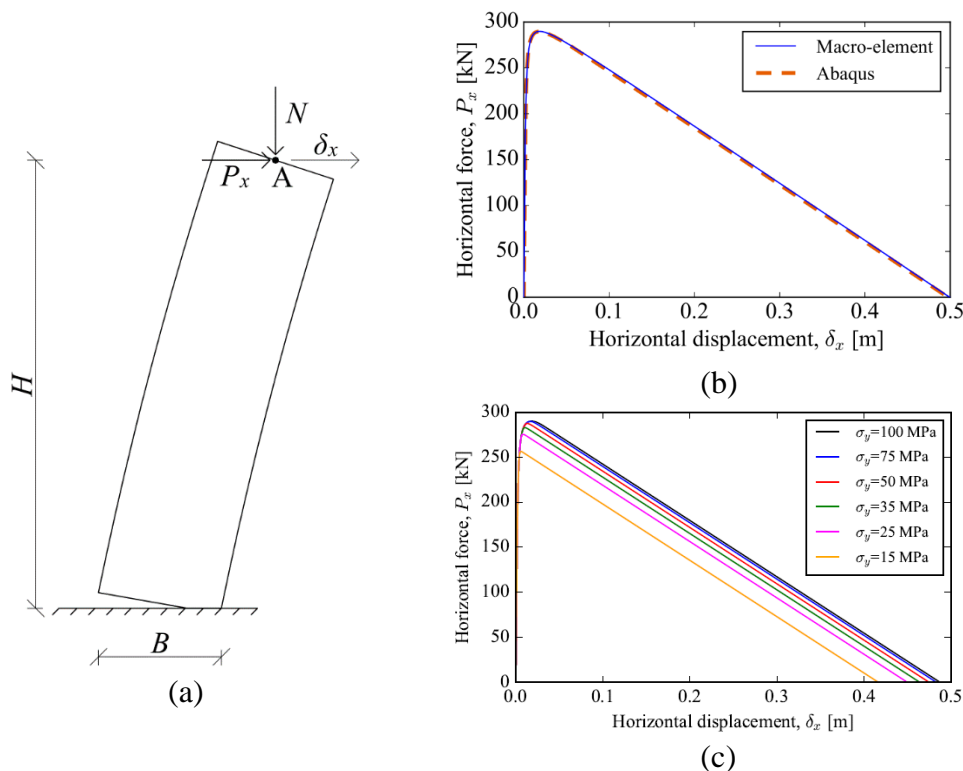 N
δx
Px
A
H
B
(a)
300
250
200
150
100
50
0
Horizontal force, Px [kN]
Macro-element
Abaqus
0.0 0.1 0.2 0.3 0.4 0.5
Horizontal displacement, δx [m]
(b)
300
250
200
150
100
50
0
Horizontal force, Px [kN]
σy=100 MPa
σy=75 MPa
σy=50 MPa
σy=35 MPa
σy=25 MPa
σy=15 MPa
0.0 0.1 0.2 0.3 0.4 0.5
Horizontal displacement, δx [m]
(c)